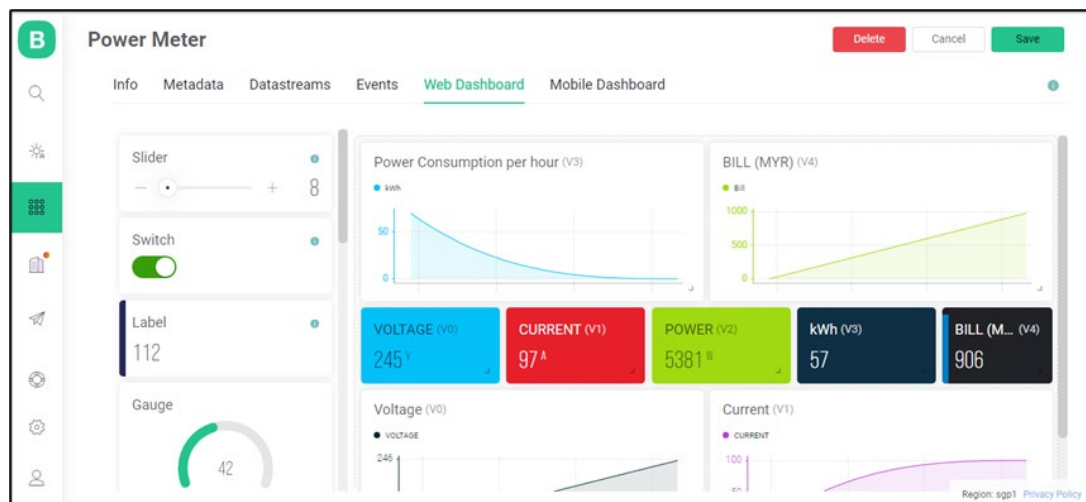 B
Power Meter
Delete
Cancel
Save
Info
Metadata
Datastreams
Events
Web Dashboard
Mobile Dashboard
Slider
8
Switch
Label
112
Gauge
42
Power Consumption per hour (V3)
kWh
50
0
BILL (MYR) (V4)
Bill
1000
500
0
VOLTAGE (V0)
245 V
CURRENT (V1)
97 A
POWER (V2)
5381 W
kWh (V3)
57
BILL (M... (V4)
906
Voltage (V0)
VOLTAGE
246
Current (V1)
CURRENT
100
50
Region: sgp1 Privacy Policy